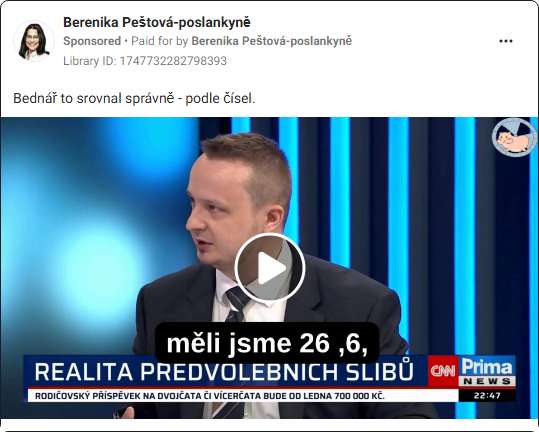 Berenika Peštová-poslankyně
Sponsored • Paid for by Berenika Peštová-poslankyně
Library ID: 1747732282798393
Bednář to srovnal správně - podle čísel.
měli jsme 26 ,6,
REALITA PŘEDVOLEBNÍCH SLIBŮ
CNN Prima
NEWS
RODIČOVSKÝ PŘÍSPĚVEK NA DVOJČATA ČI VÍCERČATA BUDE OD LEDNA 700 000 KČ.
22:47